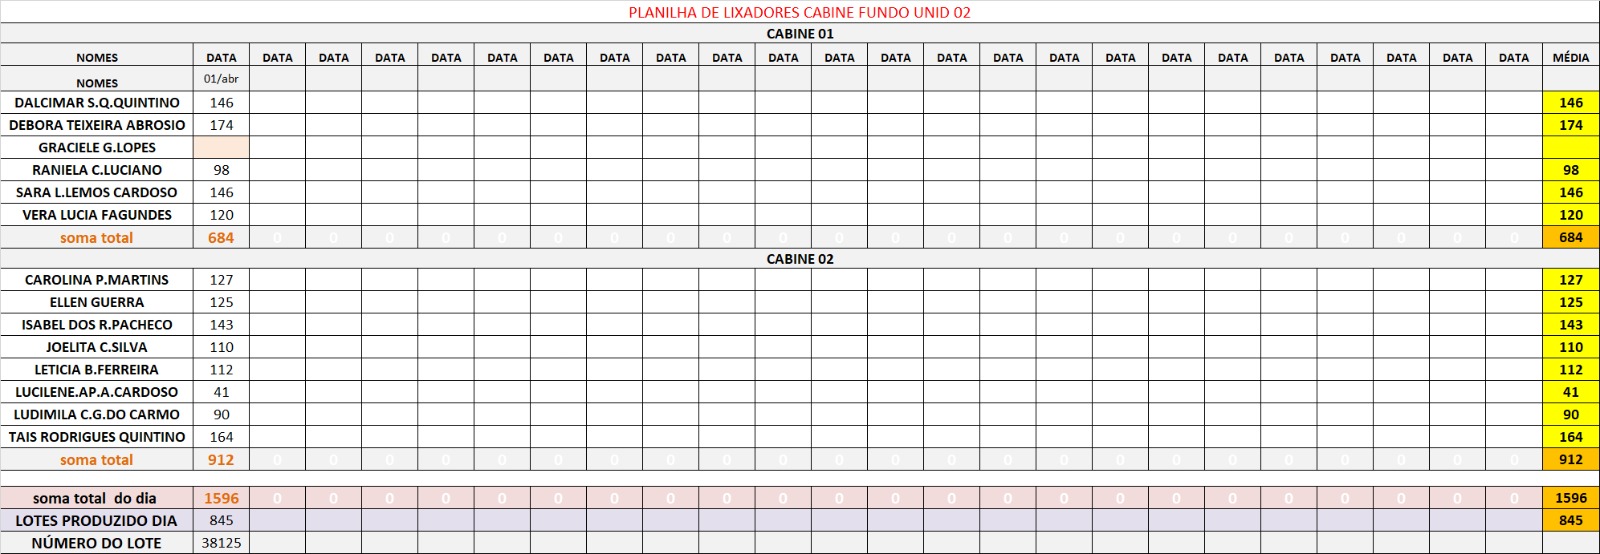 PLANILHA DE LIXADORES CABINE FUNDO UNID 02
CABINE 01
NOMES DATA DATA DATA DATA DATA DATA DATA DATA DATA DATA DATA DATA DATA DATA DATA DATA DATA DATA DATA DATA DATA DATA DATA DATA MÉDIA
NOMES 01/abr
DALCIMAR S.Q.QUINTINO 146 146
DEBORA TEIXEIRA ABROSIO 174 174
GRACIELE G.LOPES
RANIELA C.LUCIANO 98 98
SARA L.LEMOS CARDOSO 146 146
VERA LUCIA FAGUNDES 120 120
soma total 684 0 0 0 0 0 0 0 0 0 0 0 0 0 0 0 0 0 0 0 0 0 0 0 684
CABINE 02
CAROLINA P.MARTINS 127 127
ELLEN GUERRA 125 125
ISABEL DOS R.PACHECO 143 143
JOELITA C.SILVA 110 110
LETICIA B.FERREIRA 112 112
LUCILENE.AP.A.CARDOSO 41 41
LUDIMILA C.G.DO CARMO 90 90
TAIS RODRIGUES QUINTINO 164 164
soma total 912 0 0 0 0 0 0 0 0 0 0 0 0 0 0 0 0 0 0 0 0 0 0 0 912
soma total do dia 1596 0 0 0 0 0 0 0 0 0 0 0 0 0 0 0 0 0 0 0 0 0 0 0 1596
LOTES PRODUZIDO DIA 845 845
NÚMERO DO LOTE 38125